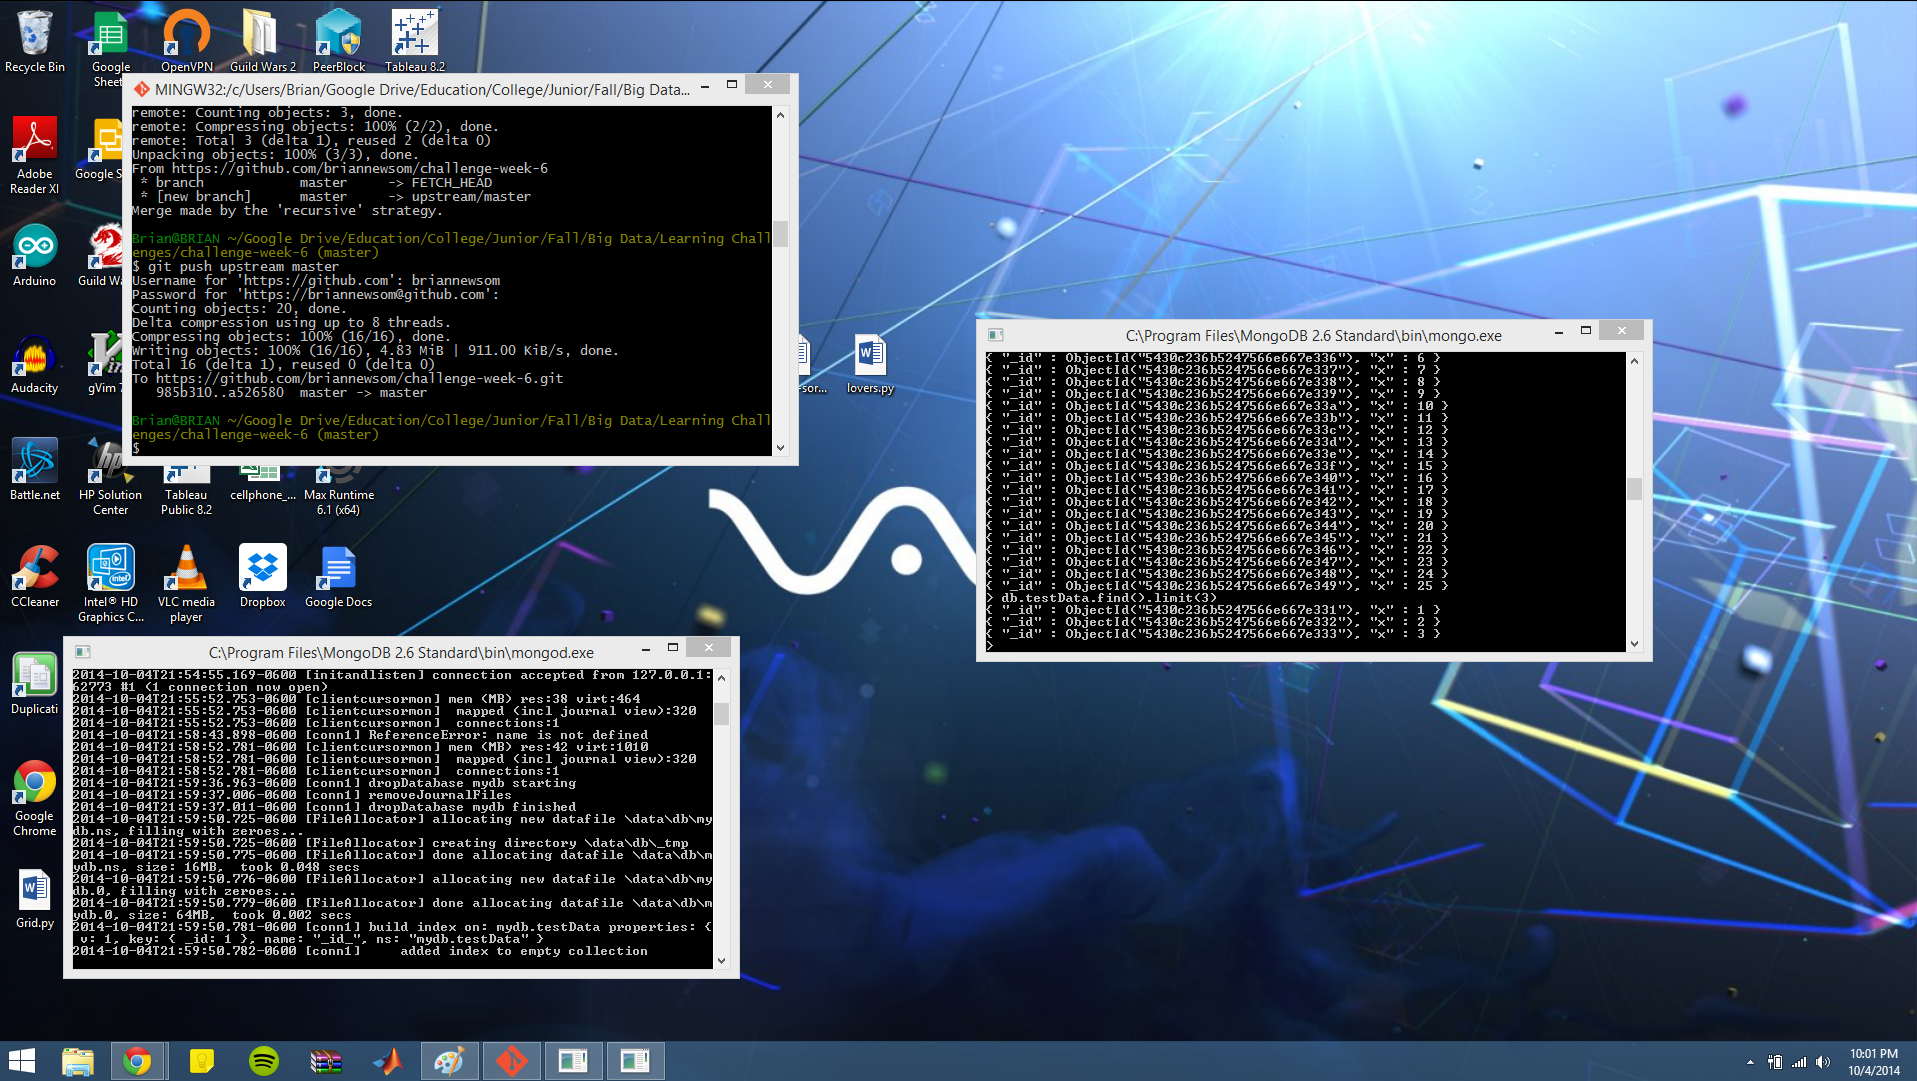 Recycle Bin
Google
Sheet
OpenVPN
Guild Wars 2
PeerBlock
Tableau 8.2
MINGW32:/c/Users/Brian/Google Drive/Education/College/Junior/Fall/Big Data...
remote: Counting objects: 3, done.
remote: Compressing objects: 100% (2/2), done.
remote: Total 3 (delta 1), reused 2 (delta 0)
Unpacking objects: 100% (3/3), done.
From https://github.com/briannewsom/challenge-week-6
 * branch            master     -> FETCH_HEAD
 * [new branch]      master     -> upstream/master
Merge made by the 'recursive' strategy.
Brian@BRIAN ~/Google Drive/Education/College/Junior/Fall/Big Data/Learning Chall
enges/challenge-week-6 (master)
$ git push upstream master
Username for 'https://github.com': briannewsom
Password for 'https://briannewsom@github.com':
Counting objects: 20, done.
Delta compression using up to 8 threads.
Compressing objects: 100% (16/16), done.
Writing objects: 100% (16/16), 4.83 MiB | 911.00 KiB/s, done.
Total 16 (delta 1), reused 0 (delta 0)
To https://github.com/briannewsom/challenge-week-6.git
   985b310..a526580  master -> master
Brian@BRIAN ~/Google Drive/Education/College/Junior/Fall/Big Data/Learning Chall
enges/challenge-week-6 (master)
$
Adobe
Reader XI
Google S
Arduino
Guild Wa
Audacity
gVim 7
-sor...
lovers.py
Battle.net
HP Solution
Center
Tableau
Public 8.2
cellphone_...
Max Runtime
6.1 (x64)
CCleaner
Intel® HD
Graphics C...
VLC media
player
Dropbox
Google Docs
Duplicati
Google
Chrome
Grid.py
C:\Program Files\MongoDB 2.6 Standard\bin\mongo.exe
{ "_id" : ObjectId("5430c236b5247566e667e336"), "x" : 6 }
{ "_id" : ObjectId("5430c236b5247566e667e337"), "x" : 7 }
{ "_id" : ObjectId("5430c236b5247566e667e338"), "x" : 8 }
{ "_id" : ObjectId("5430c236b5247566e667e339"), "x" : 9 }
{ "_id" : ObjectId("5430c236b5247566e667e33a"), "x" : 10 }
{ "_id" : ObjectId("5430c236b5247566e667e33b"), "x" : 11 }
{ "_id" : ObjectId("5430c236b5247566e667e33c"), "x" : 12 }
{ "_id" : ObjectId("5430c236b5247566e667e33d"), "x" : 13 }
{ "_id" : ObjectId("5430c236b5247566e667e33e"), "x" : 14 }
{ "_id" : ObjectId("5430c236b5247566e667e33f"), "x" : 15 }
{ "_id" : ObjectId("5430c236b5247566e667e340"), "x" : 16 }
{ "_id" : ObjectId("5430c236b5247566e667e341"), "x" : 17 }
{ "_id" : ObjectId("5430c236b5247566e667e342"), "x" : 18 }
{ "_id" : ObjectId("5430c236b5247566e667e343"), "x" : 19 }
{ "_id" : ObjectId("5430c236b5247566e667e344"), "x" : 20 }
{ "_id" : ObjectId("5430c236b5247566e667e345"), "x" : 21 }
{ "_id" : ObjectId("5430c236b5247566e667e346"), "x" : 22 }
{ "_id" : ObjectId("5430c236b5247566e667e347"), "x" : 23 }
{ "_id" : ObjectId("5430c236b5247566e667e348"), "x" : 24 }
{ "_id" : ObjectId("5430c236b5247566e667e349"), "x" : 25 }
> db.testData.find().limit(3)
{ "_id" : ObjectId("5430c236b5247566e667e331"), "x" : 1 }
{ "_id" : ObjectId("5430c236b5247566e667e332"), "x" : 2 }
{ "_id" : ObjectId("5430c236b5247566e667e333"), "x" : 3 }
>
C:\Program Files\MongoDB 2.6 Standard\bin\mongod.exe
2014-10-04T21:54:55.169-0600 [initandlisten] connection accepted from 127.0.0.1:
62773 #1 (1 connection now open)
2014-10-04T21:55:52.753-0600 [clientcursormon] mem (MB) res:38 virt:464
2014-10-04T21:55:52.753-0600 [clientcursormon]  mapped (incl journal view):320
2014-10-04T21:55:52.753-0600 [clientcursormon]  connections:1
2014-10-04T21:58:43.898-0600 [conn1] ReferenceError: name is not defined
2014-10-04T21:58:52.781-0600 [clientcursormon] mem (MB) res:42 virt:1010
2014-10-04T21:58:52.781-0600 [clientcursormon]  mapped (incl journal view):320
2014-10-04T21:58:52.781-0600 [clientcursormon]  connections:1
2014-10-04T21:59:36.963-0600 [conn1] dropDatabase mydb starting
2014-10-04T21:59:37.006-0600 [conn1] removeJournalFiles
2014-10-04T21:59:37.011-0600 [conn1] dropDatabase mydb finished
2014-10-04T21:59:50.725-0600 [FileAllocator] allocating new datafile \data\db\my
db.ns, filling with zeroes...
2014-10-04T21:59:50.725-0600 [FileAllocator] creating directory \data\db\_tmp
2014-10-04T21:59:50.775-0600 [FileAllocator] done allocating datafile \data\db\m
ydb.ns, size: 16MB,  took 0.048 secs
2014-10-04T21:59:50.776-0600 [FileAllocator] allocating new datafile \data\db\my
db.0, filling with zeroes...
2014-10-04T21:59:50.779-0600 [FileAllocator] done allocating datafile \data\db\m
ydb.0, size: 64MB,  took 0.002 secs
2014-10-04T21:59:50.781-0600 [conn1] build index on: mydb.testData properties: {
 v: 1, key: { _id: 1 }, name: "_id_", ns: "mydb.testData" }
2014-10-04T21:59:50.782-0600 [conn1]     added index to empty collection
10:01 PM
10/4/2014